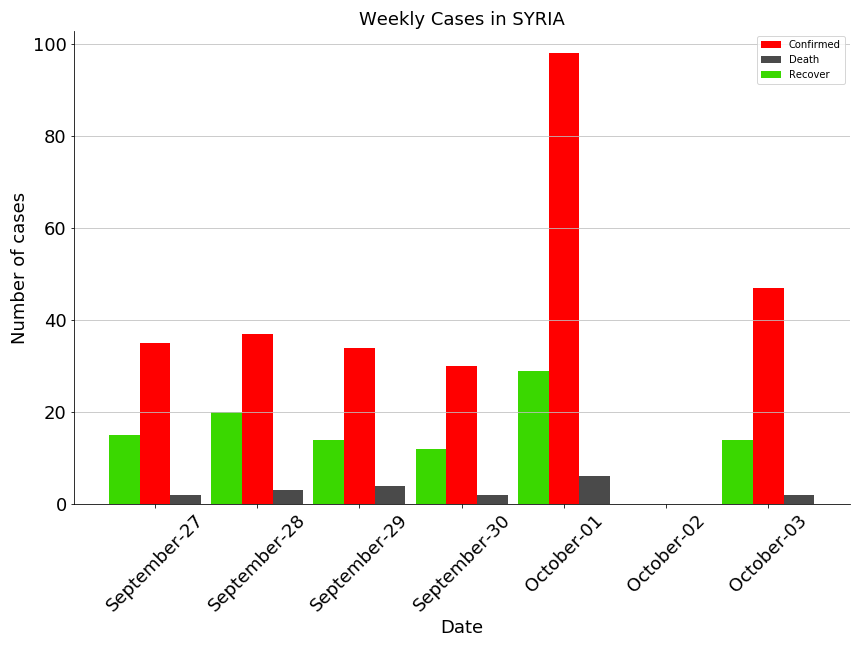 Weekly Cases in SYRIA
Confirmed
Death
Recover
Number of cases
100
80
60
40
20
0
September-27
September-28
September-29
September-30
October-01
October-02
October-03
Date